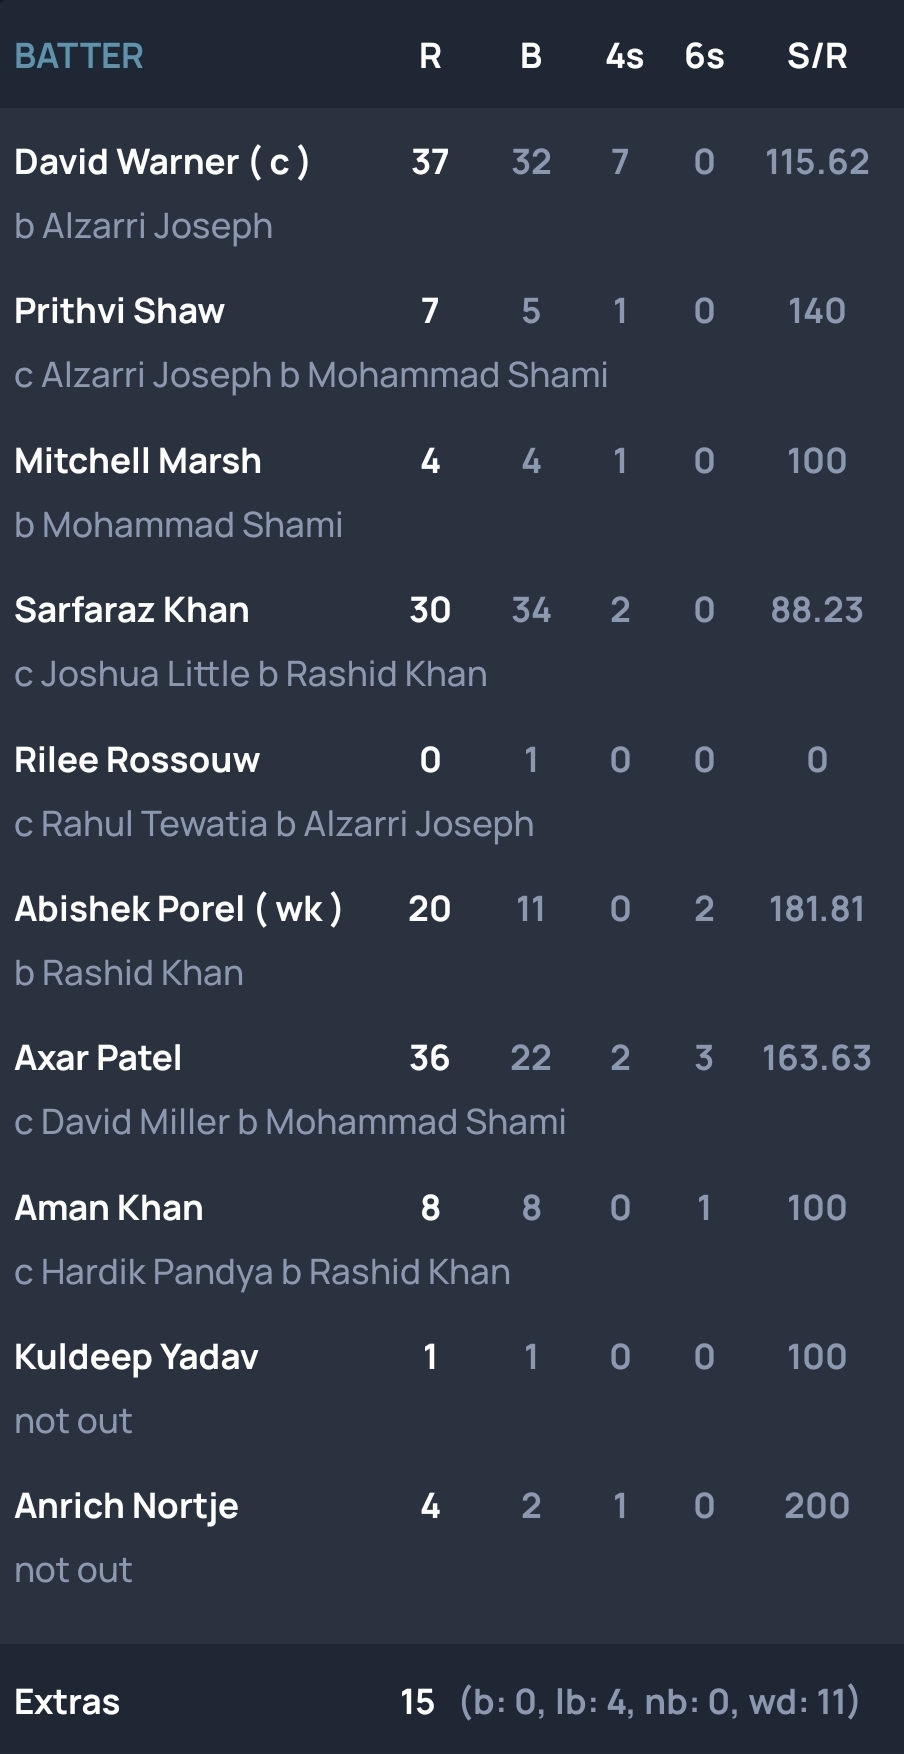 BATTER R B 4s 6s S/R
David Warner ( c ) 37 32 7 0 115.62
b Alzarri Joseph
Prithvi Shaw 7 5 1 0 140
c Alzarri Joseph b Mohammad Shami
Mitchell Marsh 4 4 1 0 100
b Mohammad Shami
Sarfaraz Khan 30 34 2 0 88.23
c Joshua Little b Rashid Khan
Rilee Rossouw 0 1 0 0 0
c Rahul Tewatia b Alzarri Joseph
Abishek Porel ( wk ) 20 11 0 2 181.81
b Rashid Khan
Axar Patel 36 22 2 3 163.63
c David Miller b Mohammad Shami
Aman Khan 8 8 0 1 100
c Hardik Pandya b Rashid Khan
Kuldeep Yadav 1 1 0 0 100
not out
Anrich Nortje 4 2 1 0 200
not out
Extras 15 (b: 0, lb: 4, nb: 0, wd: 11)